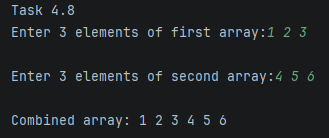 Task 4.8
Enter 3 elements of first array:1 2 3
Enter 3 elements of second array:4 5 6
Combined array: 1 2 3 4 5 6